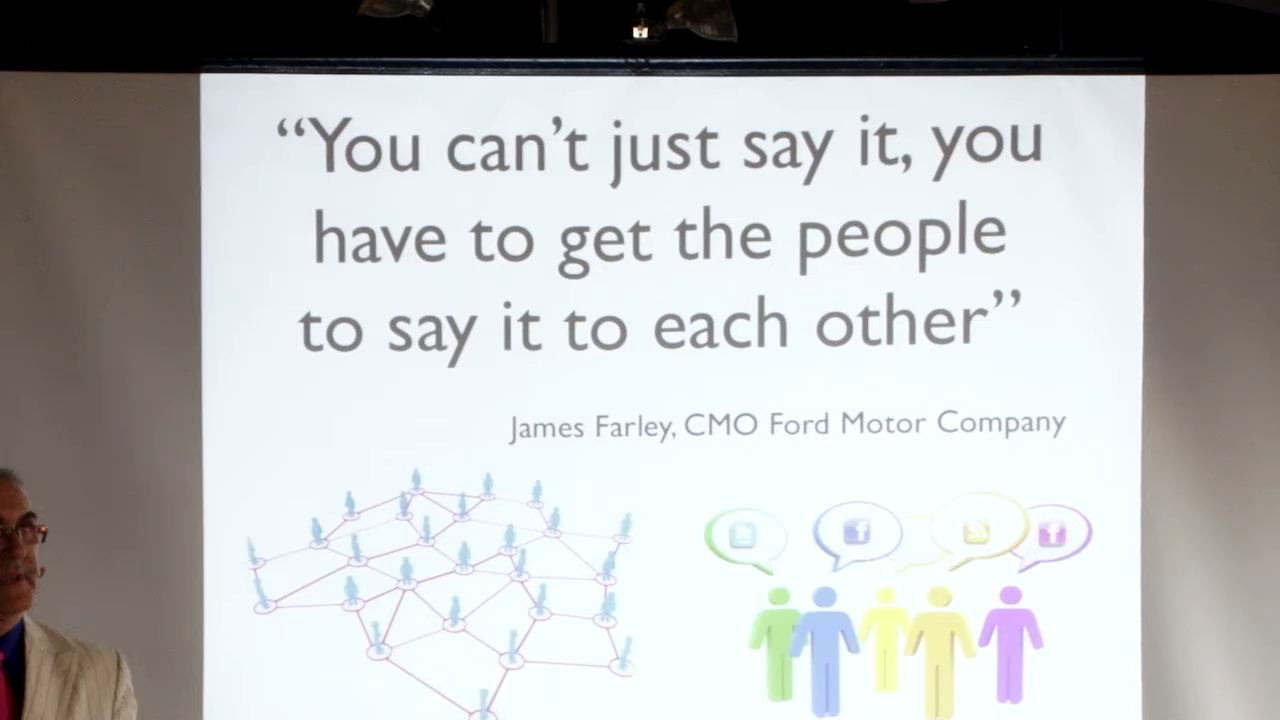 “You can’t just say it, you
have to get the people
to say it to each other”
James Farley, CMO Ford Motor Company